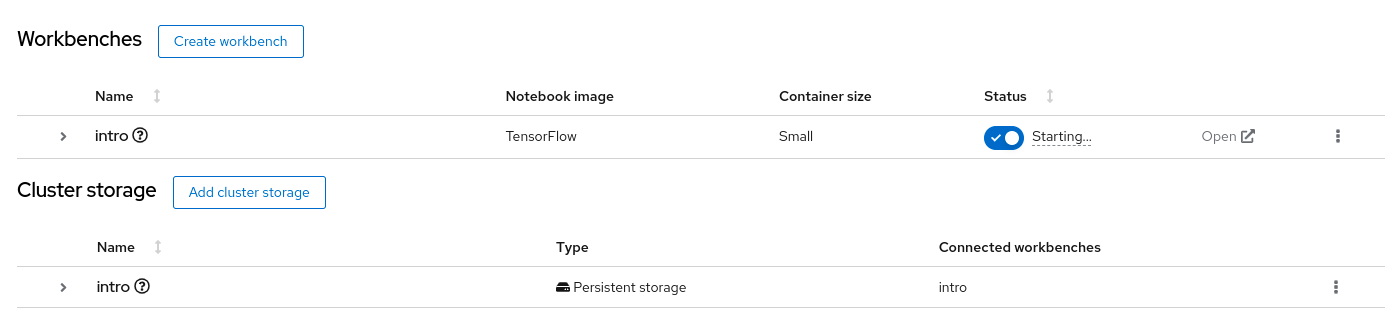 Workbenches Create workbench
Name Notebook image Container size Status
intro TensorFlow Small Starting... Open
Cluster storage Add cluster storage
Name Type Connected workbenches
intro Persistent storage intro